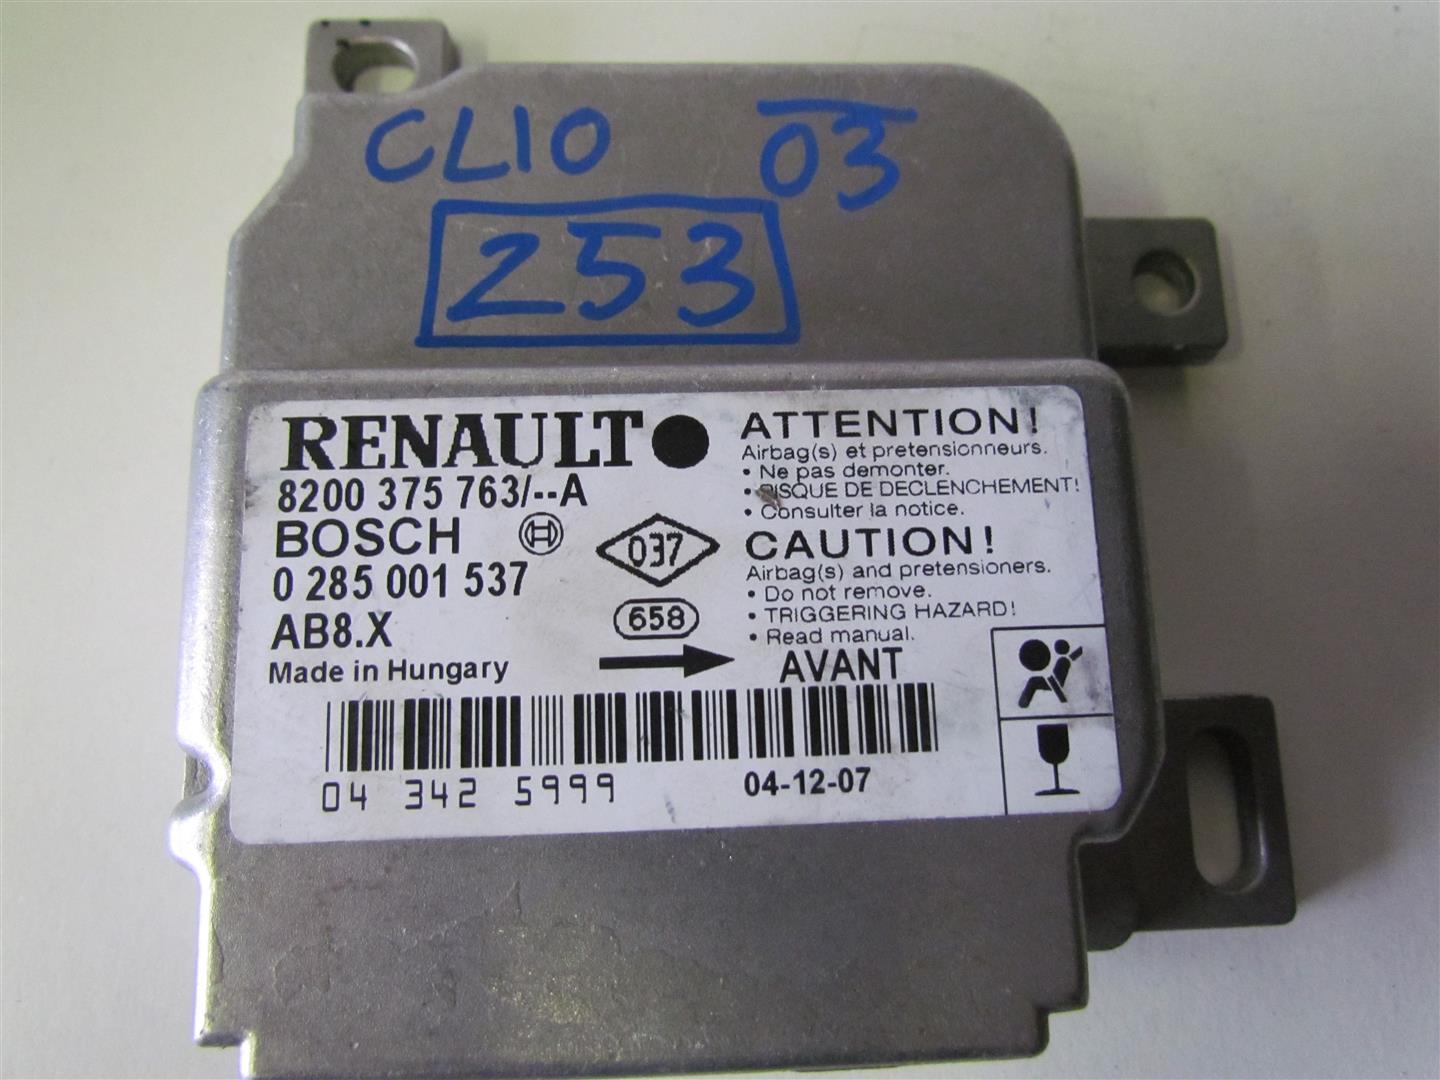 CLIO 03
253
RENAULT
8200 375 763/--A
BOSCH
0 285 001 537
AB8.X
Made in Hungary
037
658
ATTENTION!
Airbag(s) et pretensionneurs.
• Ne pas demonter.
• RISQUE DE DECLENCHEMENT!
• Consulter la notice.
CAUTION!
Airbag(s) and pretensioners.
• Do not remove.
• TRIGGERING HAZARD!
• Read manual.
AVANT
04 342 5999
04-12-07